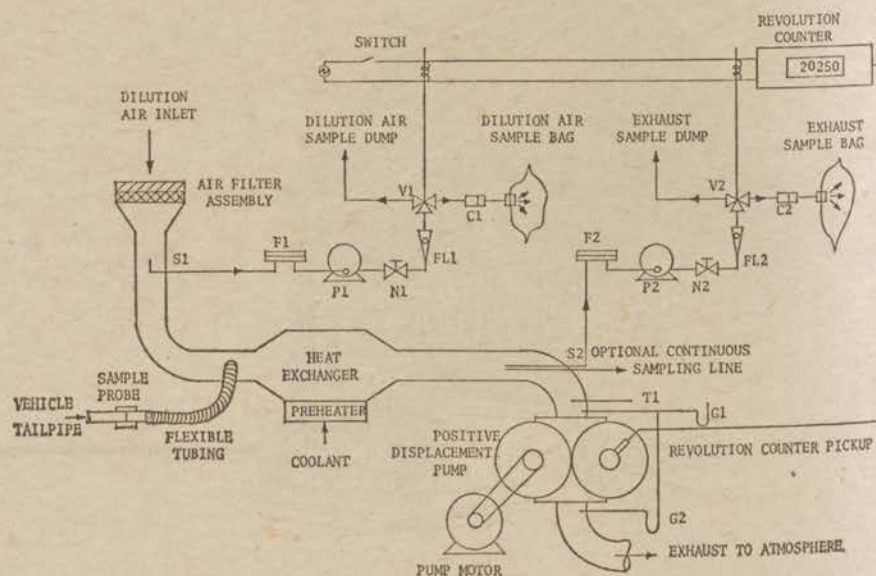 REVOLUTION
COUNTER
SWITCH
20250
DILUTION
AIR INLET
DILUTION AIR
SAMPLE DUMP
DILUTION AIR
SAMPLE BAG
EXHAUST
SAMPLE DUMP
EXHAUST
SAMPLE BAG
AIR FILTER
ASSEMBLY
V1
C1
V2
C2
S1
F1
FL1
P1
N1
F2
FL2
P2
N2
HEAT
EXCHANGER
S2
OPTIONAL CONTINUOUS
SAMPLING LINE
SAMPLE
PROBE
VEHICLE
TAILPIPE
FLEXIBLE
TUBING
PREHEATER
COOLANT
T1
G1
POSITIVE
DISPLACEMENT
PUMP
REVOLUTION COUNTER PICKUP
G2
EXHAUST TO ATMOSPHERE
PUMP MOTOR